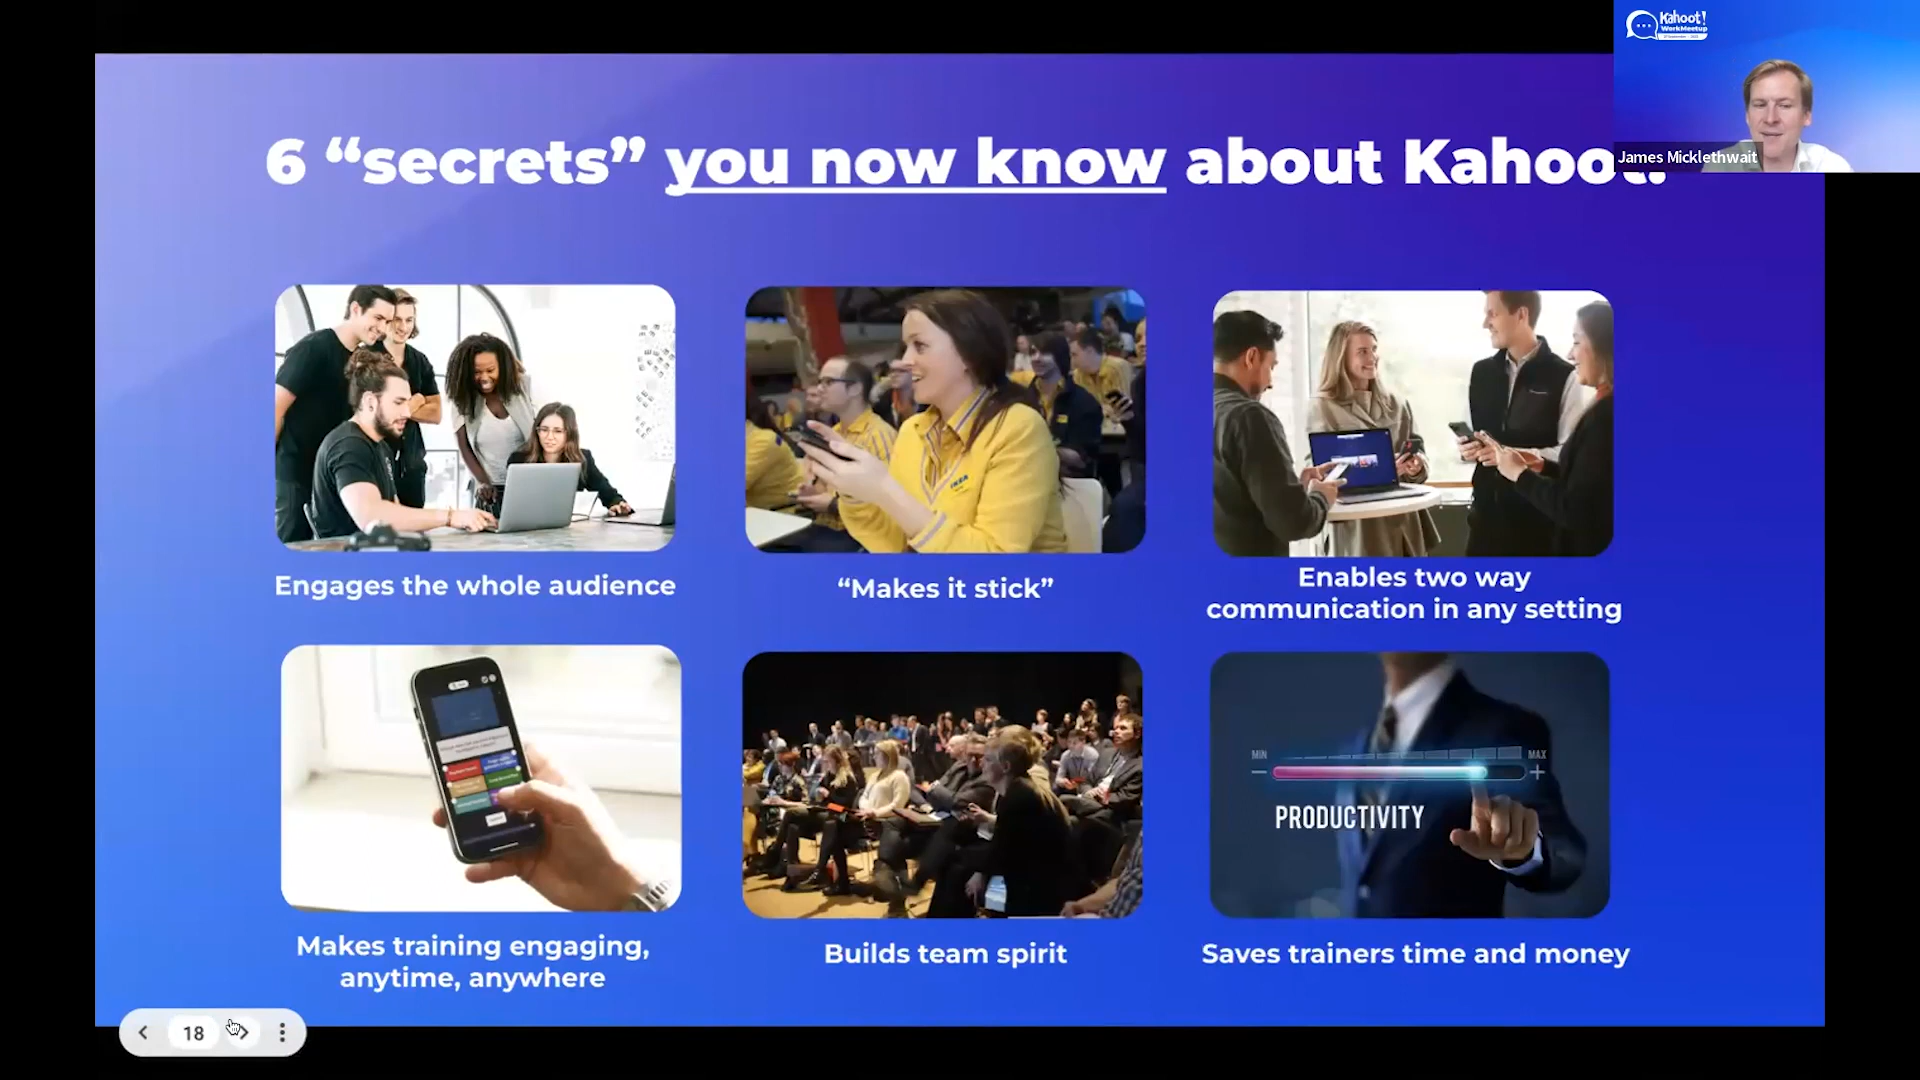 Kahoot!
WorkMeetup
James Micklethwait
6 “secrets” you now know about Kahoot!
IKEA
Engages the whole audience
“Makes it stick”
Enables two way
communication in any setting
MIN
MAX
PRODUCTIVITY
Makes training engaging,
anytime, anywhere
Builds team spirit
Saves trainers time and money
18